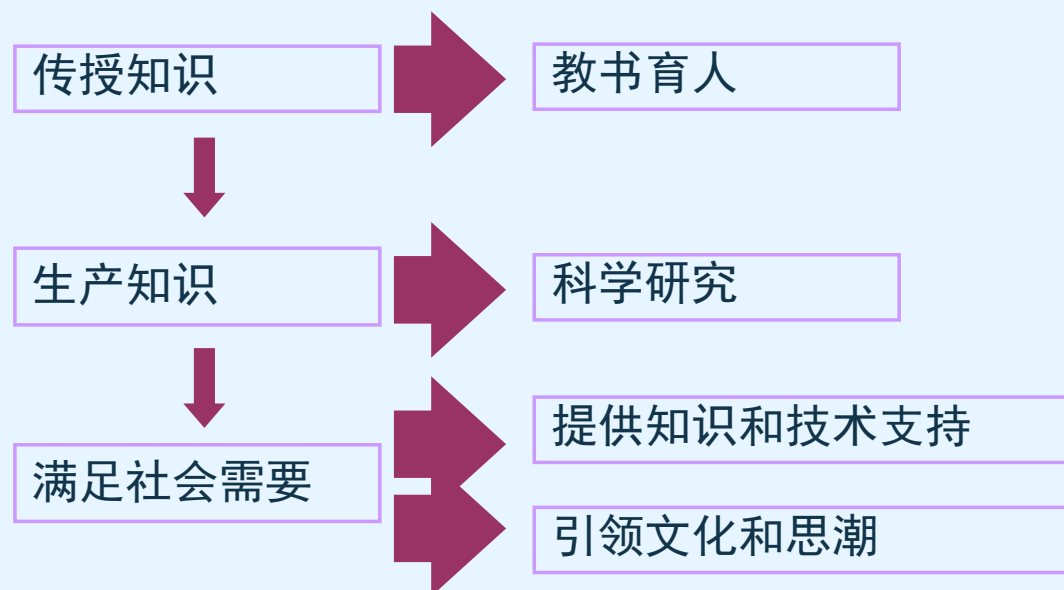 传授知识
教书育人
生产知识
科学研究
满足社会需要
提供知识和技术支持
引领文化和思潮